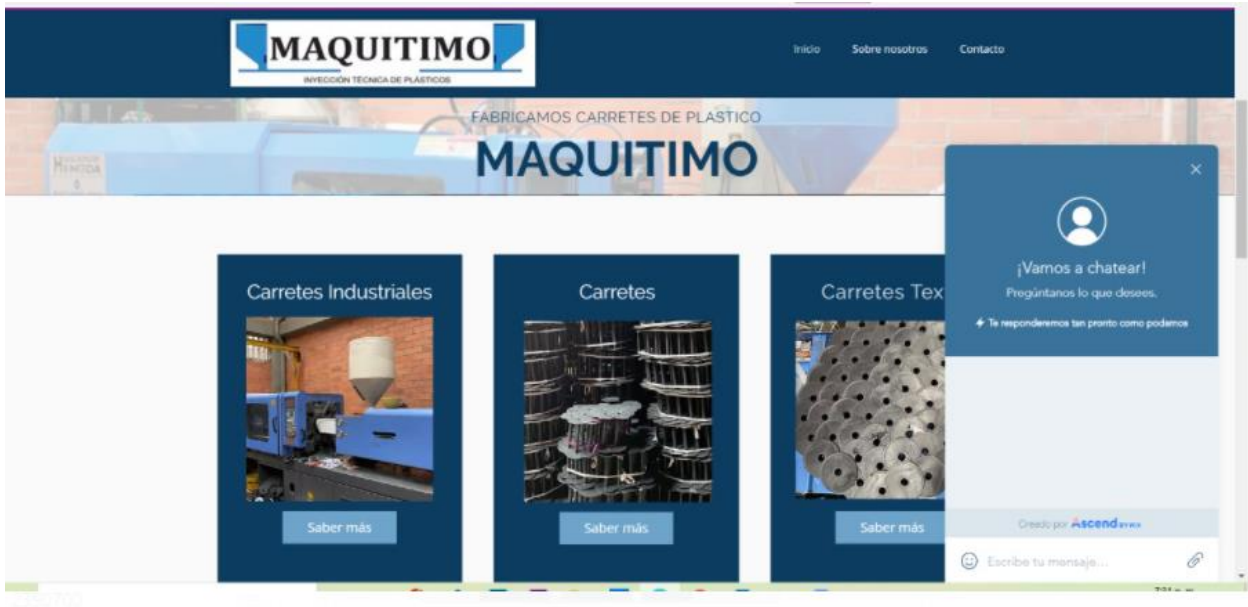 MAQUITIMO
INYECCIÓN TÉCNICA DE PLÁSTICOS
Inicio
Sobre nosotros
Contacto
FABRICAMOS CARRETES DE PLASTICO
MAQUITIMO
Carretes Industriales
Saber más
Carretes
Saber más
Carretes Tex
Saber más
¡Vamos a chatear!
Pregúntanos lo que desees.
Te responderemos tan pronto como podamos
Creado por Ascend BY WIX
Escribe tu mensaje...